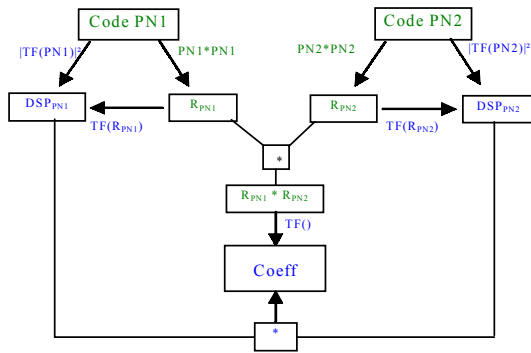 Code PN1
Code PN2
|TF(PN1)|²
PN1*PN1
PN2*PN2
|TF(PN2)|²
DSP_PN1
R_PN1
R_PN2
DSP_PN2
TF(R_PN1)
TF(R_PN2)
*
R_PN1 * R_PN2
TF()
Coeff
*